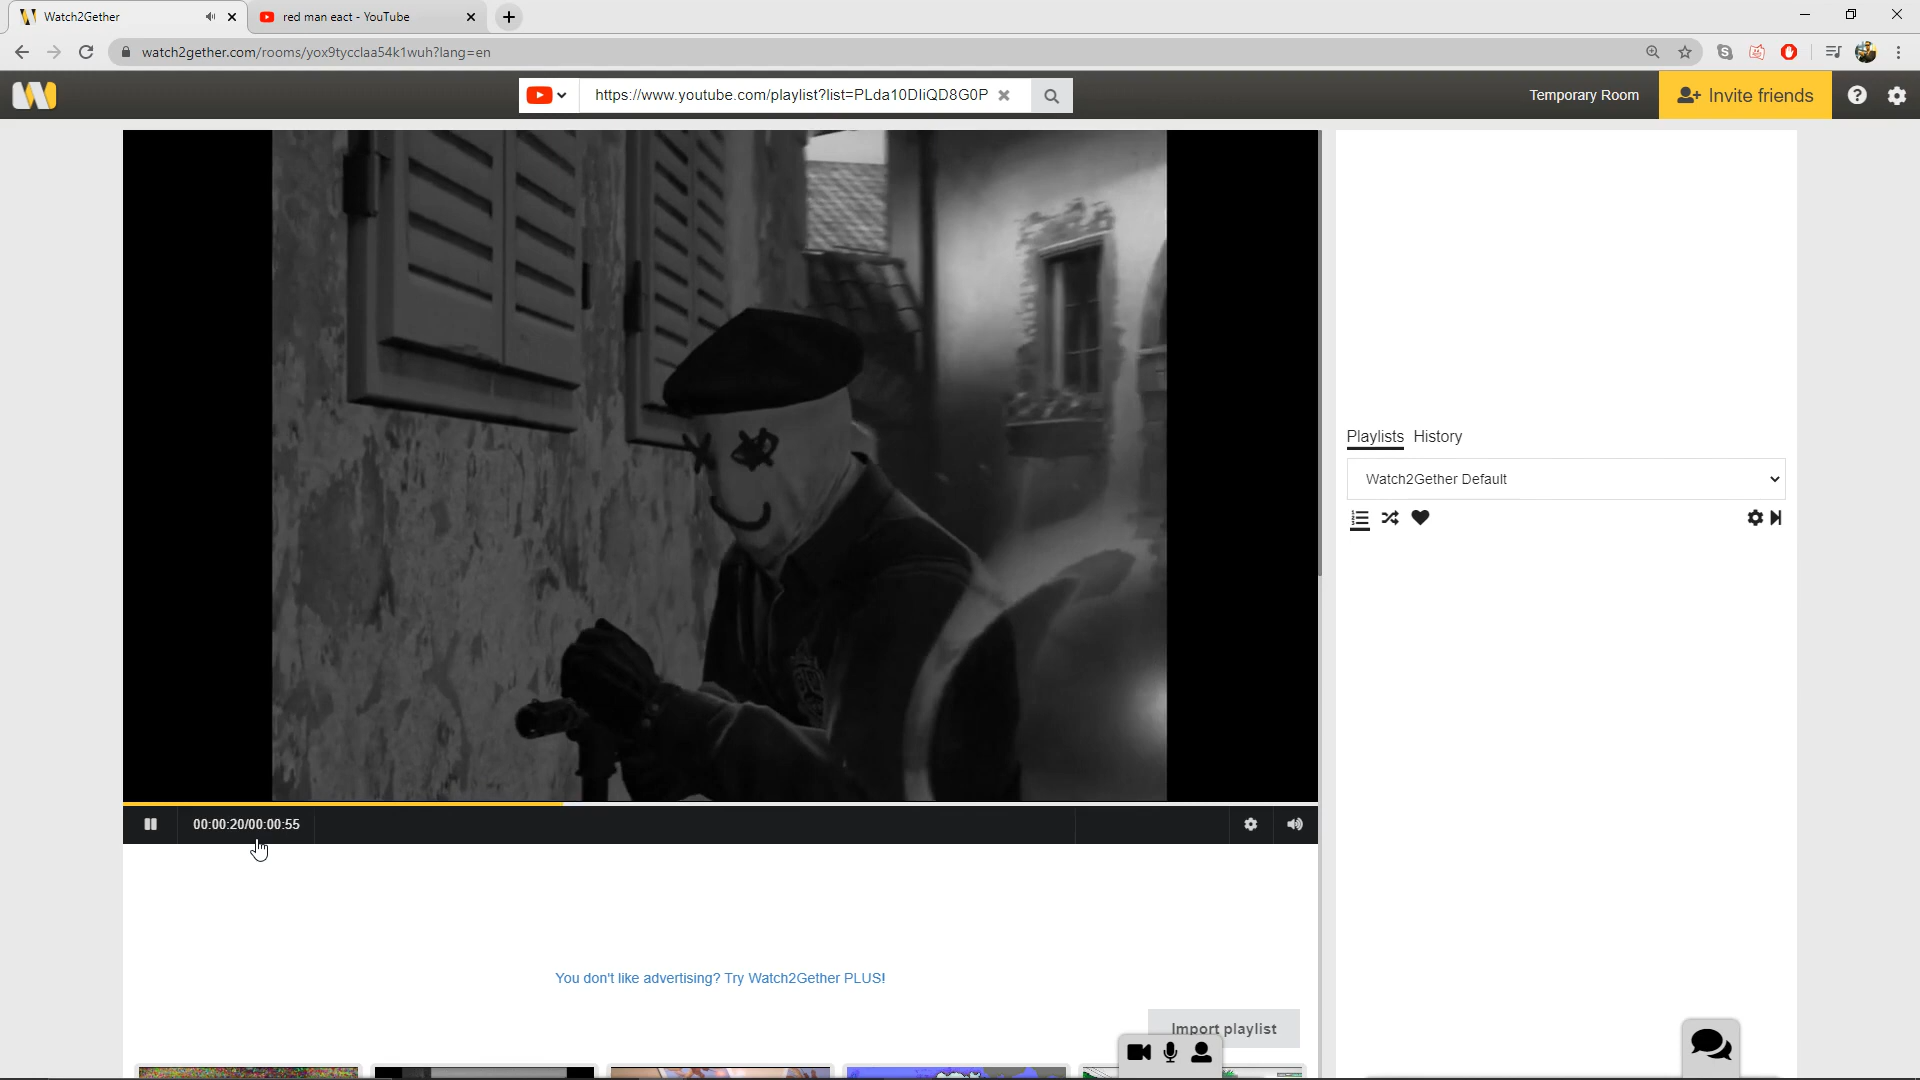 Watch2Gether
red man eact - YouTube
watch2gether.com/rooms/yox9tycclaa54k1wuh?lang=en
https://www.youtube.com/playlist?list=PLda10DIiQD8G0P
Temporary Room
Invite friends
Playlists History
Watch2Gether Default
00:00:20/00:00:55
You don't like advertising? Try Watch2Gether PLUS!
Import playlist